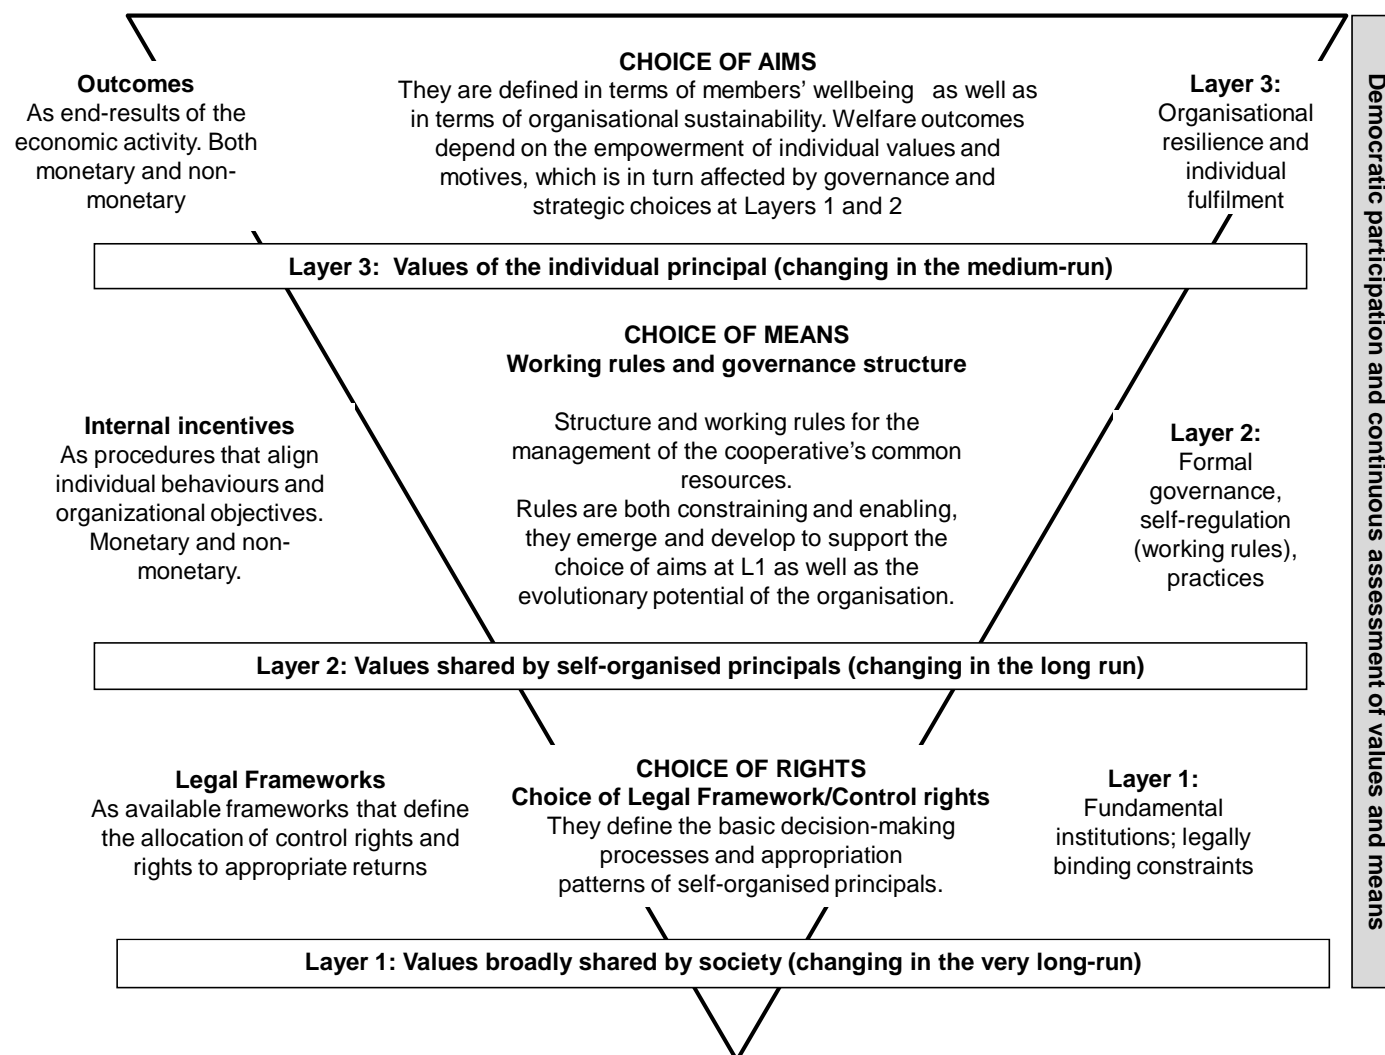 Outcomes
As end-results of the
economic activity. Both
monetary and non-
monetary
CHOICE OF AIMS
They are defined in terms of members’ wellbeing as well as
in terms of organisational sustainability. Welfare outcomes
depend on the empowerment of individual values and
motives, which is in turn affected by governance and
strategic choices at Layers 1 and 2
Layer 3:
Organisational
resilience and
individual
fulfilment
Layer 3: Values of the individual principal (changing in the medium-run)
Internal incentives
As procedures that align
individual behaviours and
organizational objectives.
Monetary and non-
monetary.
CHOICE OF MEANS
Working rules and governance structure
Structure and working rules for the
management of the cooperative’s common
resources.
Rules are both constraining and enabling,
they emerge and develop to support the
choice of aims at L1 as well as the
evolutionary potential of the organisation.
Layer 2:
Formal
governance,
self-regulation
(working rules),
practices
Layer 2: Values shared by self-organised principals (changing in the long run)
Legal Frameworks
As available frameworks that define
the allocation of control rights and
rights to appropriate returns
CHOICE OF RIGHTS
Choice of Legal Framework/Control rights
They define the basic decision-making
processes and appropriation
patterns of self-organised principals.
Layer 1:
Fundamental
institutions; legally
binding constraints
Layer 1: Values broadly shared by society (changing in the very long-run)
Democratic participation and continuous assessment of values and means